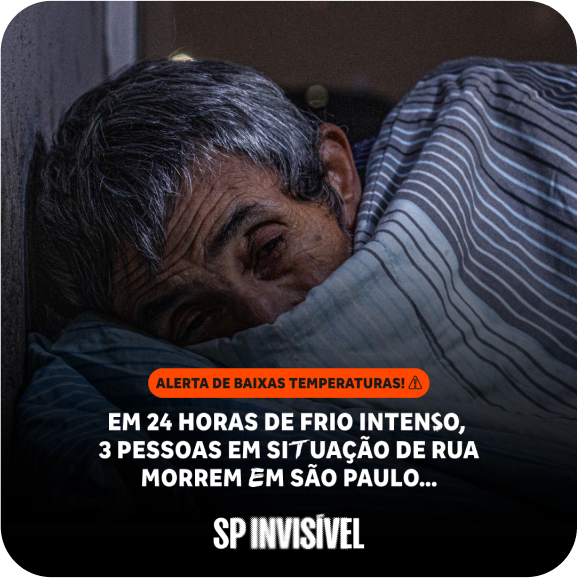 ALERTA DE BAIXAS TEMPERATURAS! ⚠
EM 24 HORAS DE FRIO INTENSO,
3 PESSOAS EM SITUAÇÃO DE RUA
MORREM EM SÃO PAULO...
SP INVISÍVEL